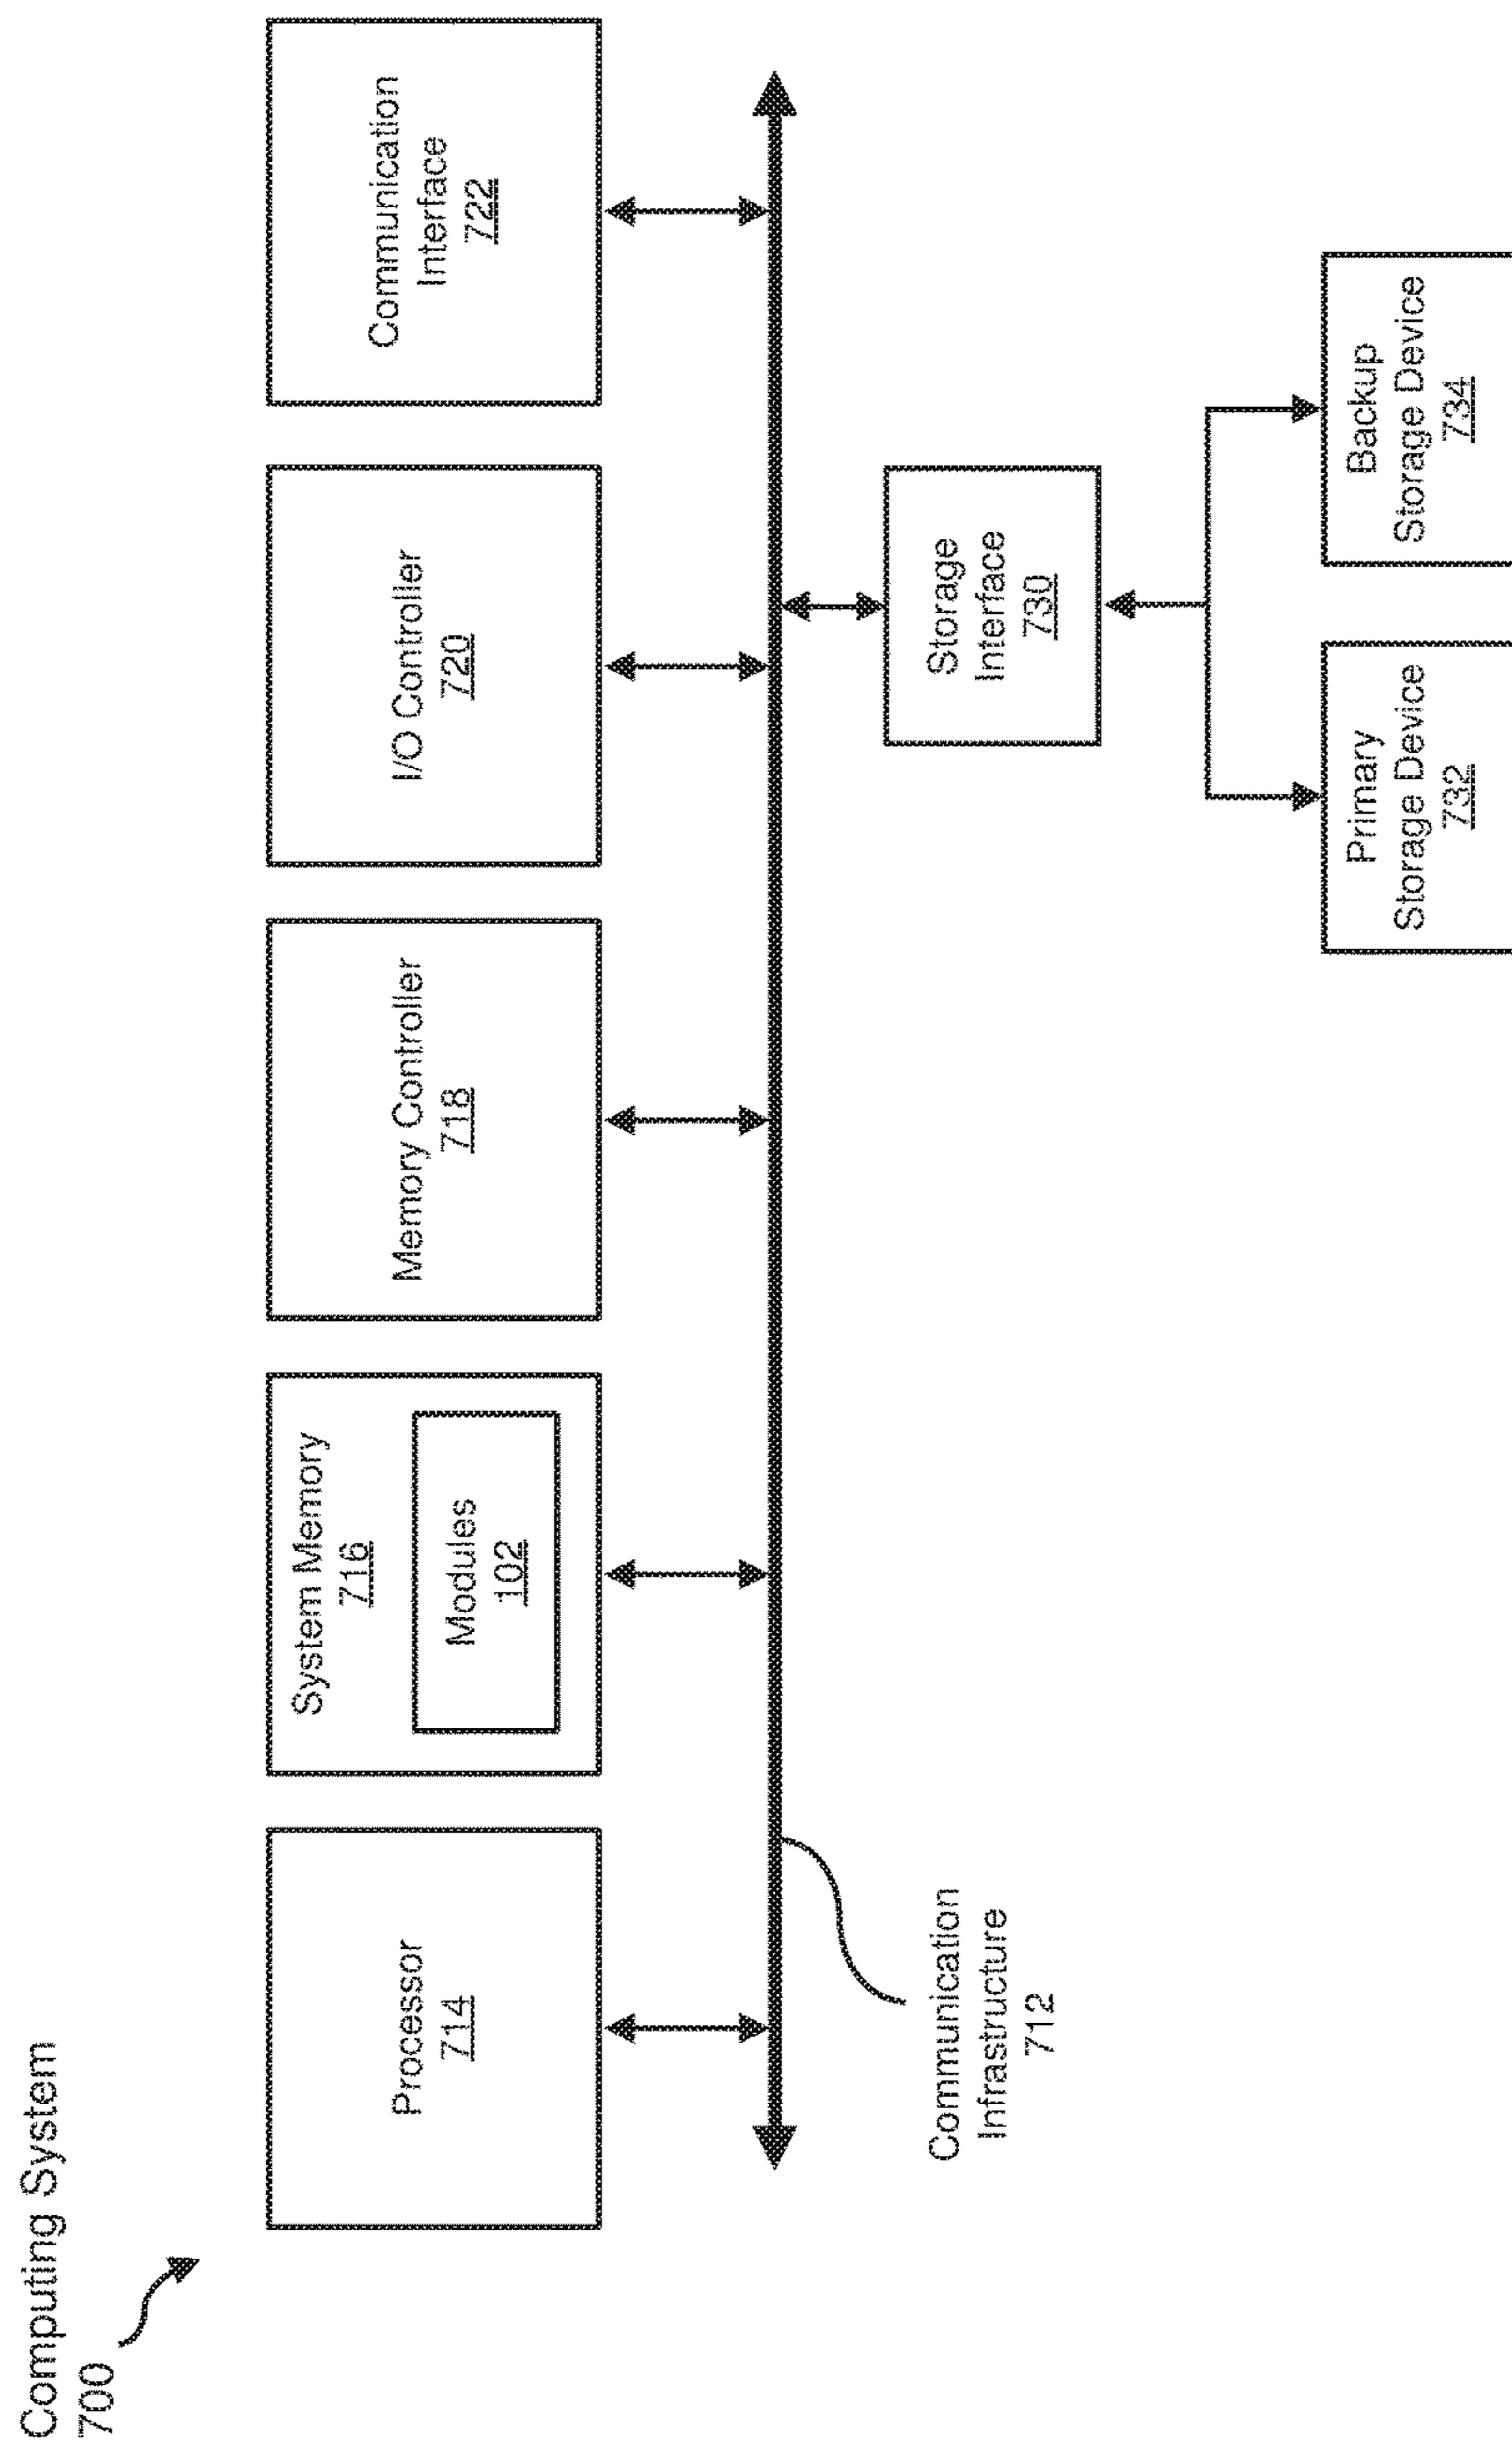 Computing System
700
Processor
714
System Memory
716
Modules
102
Memory Controller
718
I/O Controller
720
Communication
Interface
722
Communication
Infrastructure
712
Storage
Interface
730
Primary
Storage Device
732
Backup
Storage Device
734